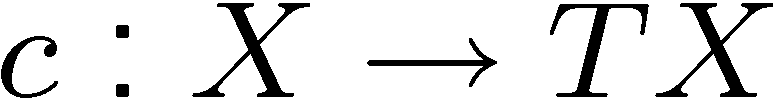 c : X → TX